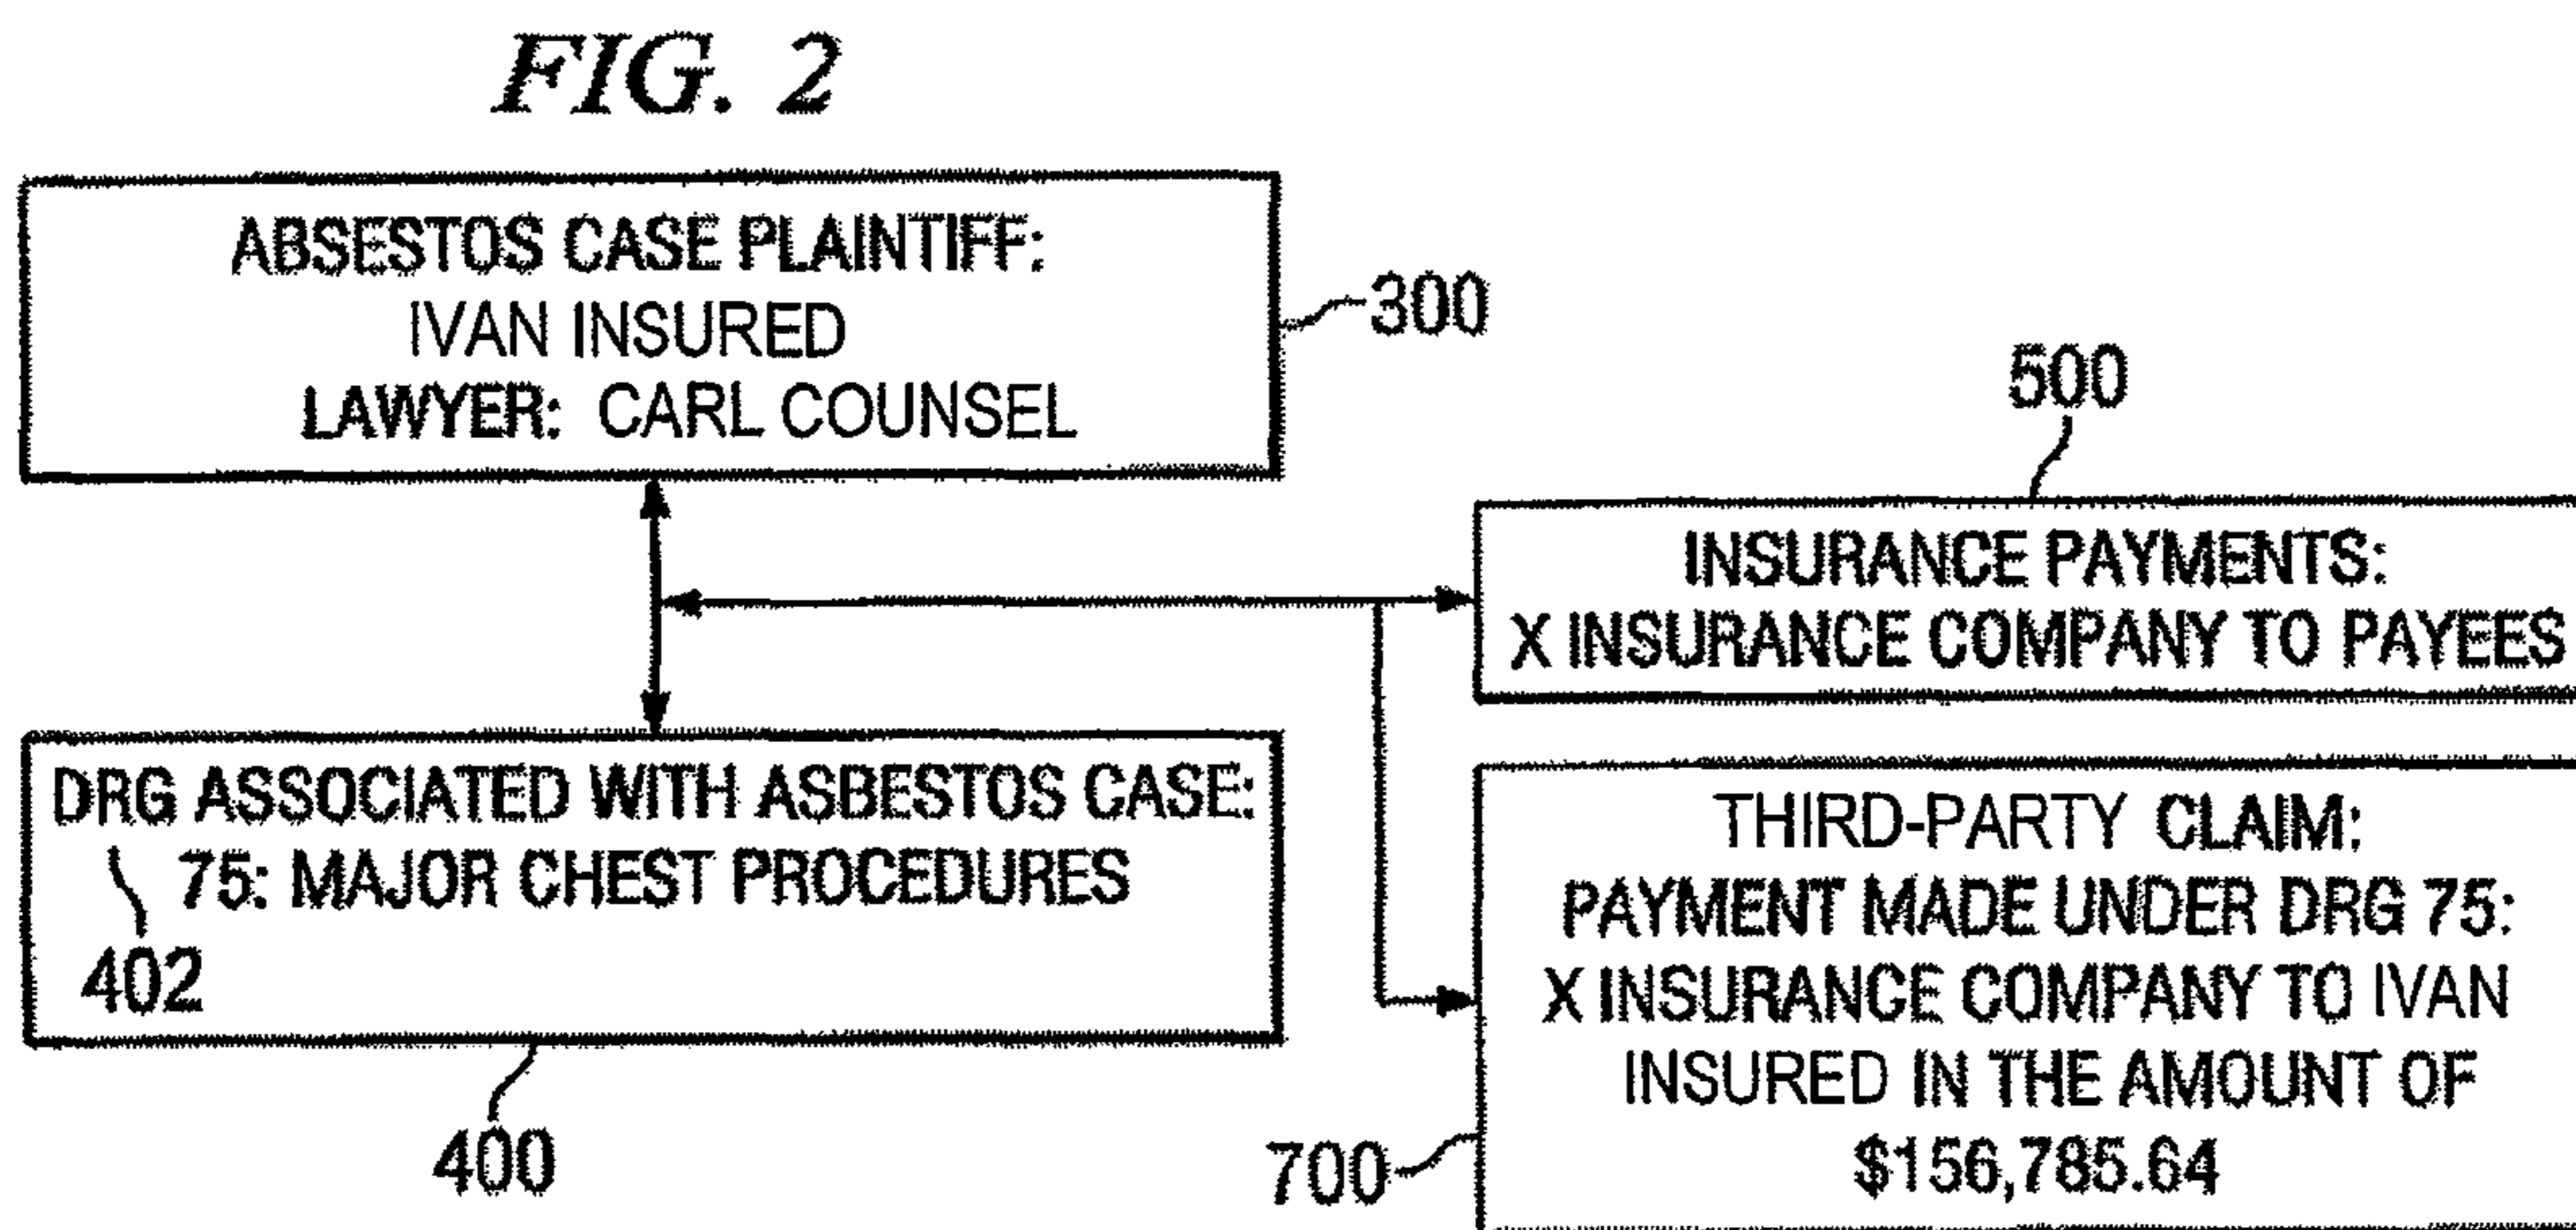 FIG. 2
ABSESTOS CASE PLAINTIFF:
IVAN INSURED
LAWYER: CARL COUNSEL
300
500
INSURANCE PAYMENTS:
X INSURANCE COMPANY TO PAYEES
DRG ASSOCIATED WITH ASBESTOS CASE:
75: MAJOR CHEST PROCEDURES
402
400
THIRD-PARTY CLAIM:
PAYMENT MADE UNDER DRG 75:
X INSURANCE COMPANY TO IVAN
INSURED IN THE AMOUNT OF
$156,785.64
700